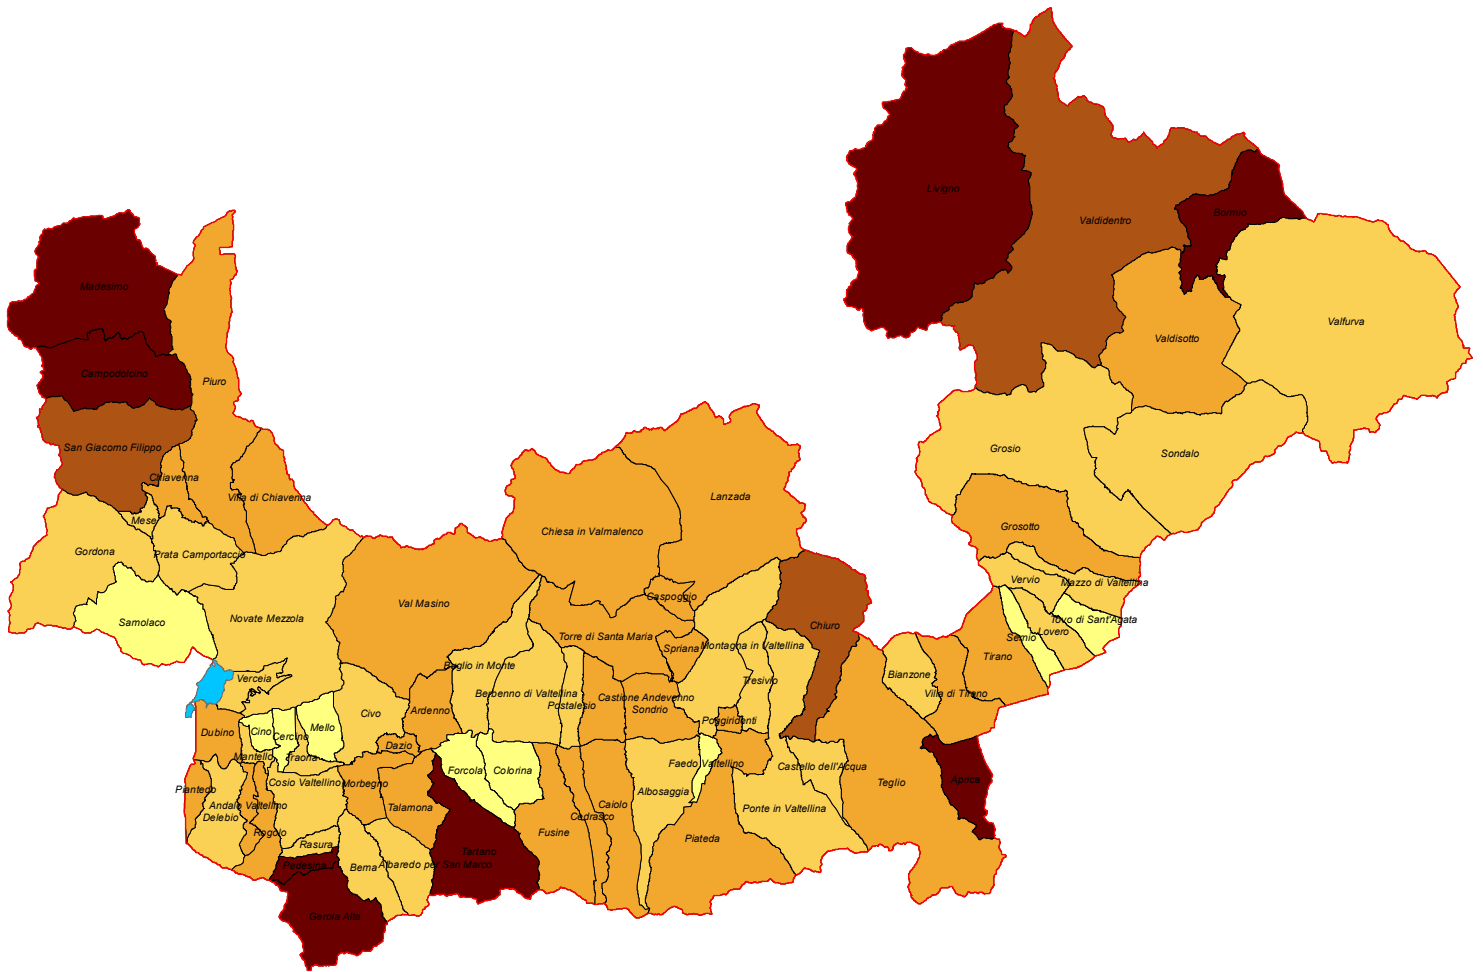 Livigno
Bormio
Valdidentro
Madesimo
Valfurva
Valdisotto
Campodolcino
Piuro
San Giacomo Filippo
Grosio
Sondalo
Chiavenna
Villa di Chiavenna
Lanzada
Mese
Grosotto
Chiesa in Valmalenco
Gordona
Prata Camportaccio
Vervio
Mazzo di Valtellina
Caspoggio
Val Masino
Samolaco
Novate Mezzola
Tovo di Sant'Agata
Chiuro
Sernio
Lovero
Torre di Santa Maria
Spriana
Montagna in Valtellina
Tirano
Buglio in Monte
Bianzone
Verceia
Tresivio
Berbenno di Valtellina
Villa di Tirano
Castione Andevenno
Postalesio
Sondrio
Ardenno
Civo
Poggiridenti
Mello
Dubino
Cino
Cercino
Dazio
Mantello
Traona
Faedo Valtellino
Castello dell'Acqua
Forcola
Colorina
Aprica
Cosio Valtellino
Morbegno
Teglio
Piantedo
Albosaggia
Andalo Valtellino
Talamona
Caiolo
Ponte in Valtellina
Delebio
Cedrasco
Rogolo
Fusine
Piateda
Rasura
Tartano
Pedesina
Bema
Albaredo per San Marco
Gerola Alta